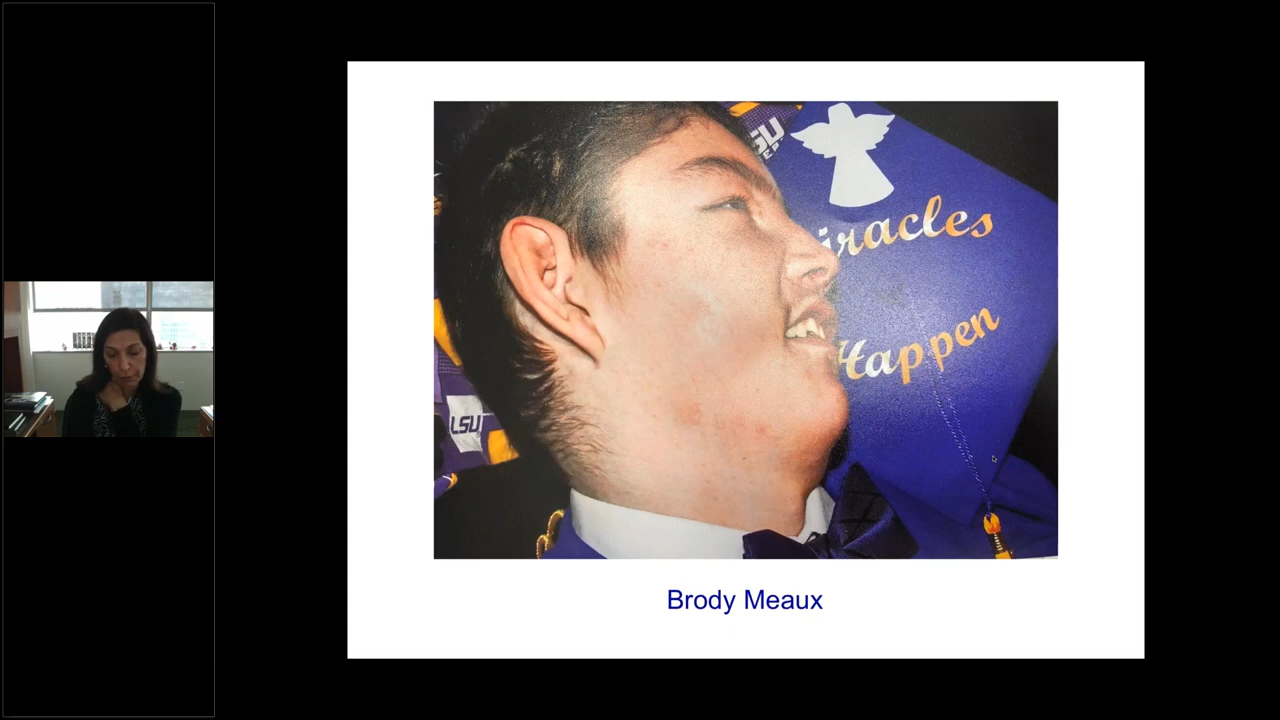 LSU
iracles
Happen
LSU
Brody Meaux